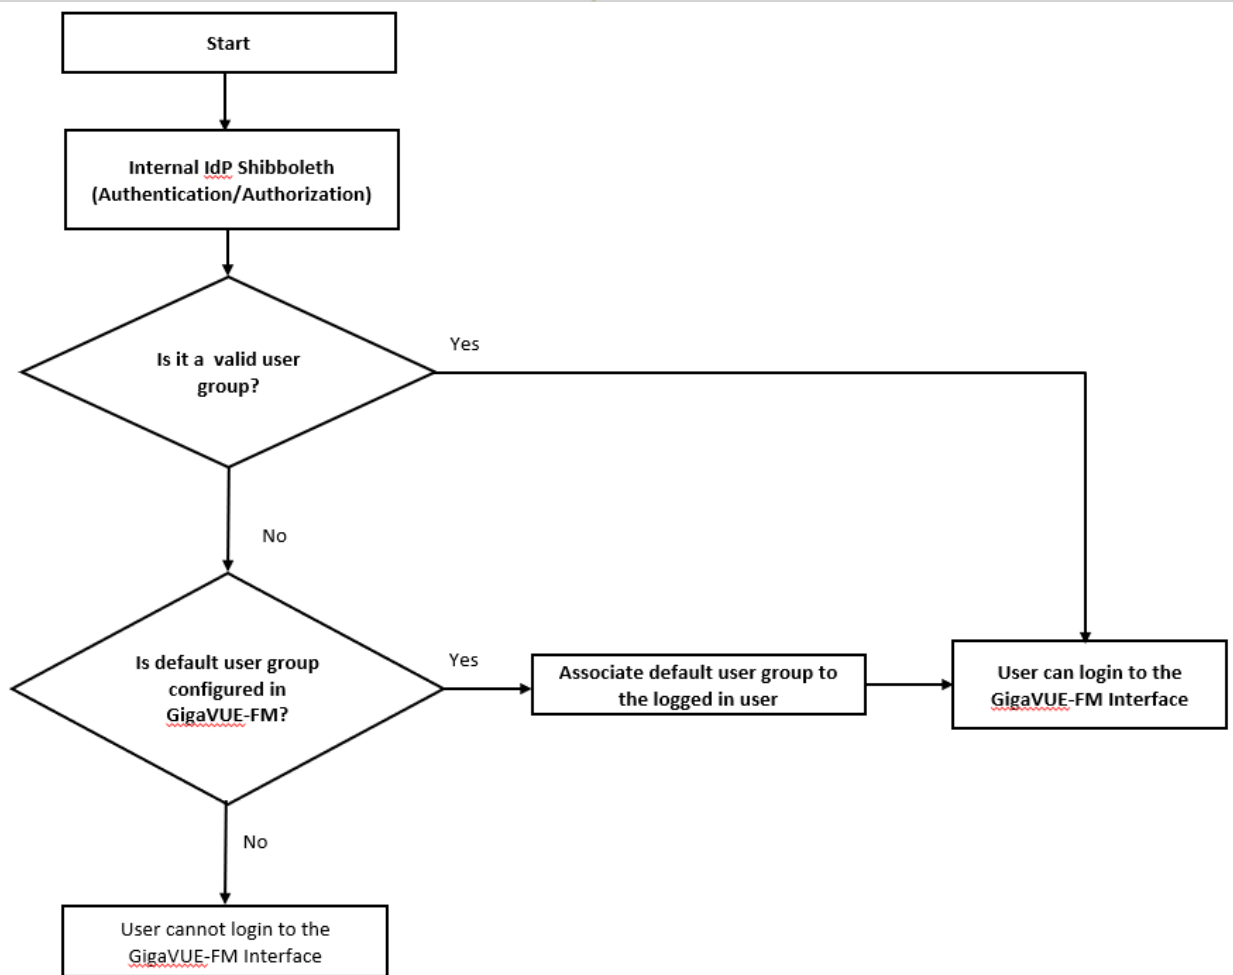 Start
Internal IdP Shibboleth
(Authentication/Authorization)
Is it a  valid user
group?
Yes
No
Is default user group
configured in
GigaVUE-FM?
Yes
Associate default user group to
the logged in user
User can login to the
GigaVUE-FM Interface
No
User cannot login to the
GigaVUE-FM Interface